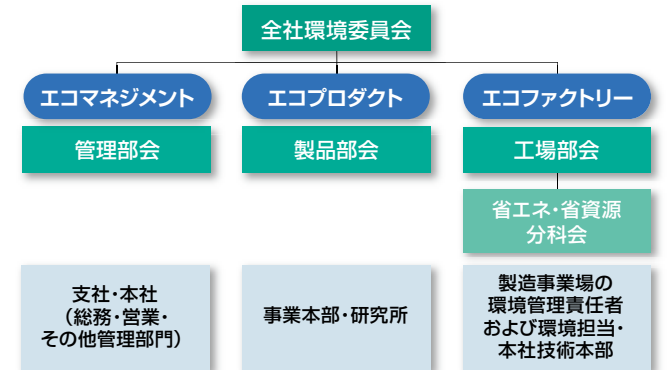 全社環境委員会
エコマネジメント
エコプロダクト
エコファクトリー
管理部会
製品部会
工場部会
省エネ・省資源
分科会
支社・本社
（総務・営業・
その他管理部門）
事業本部・研究所
製造事業場の
環境管理責任者
および環境担当・
本社技術本部